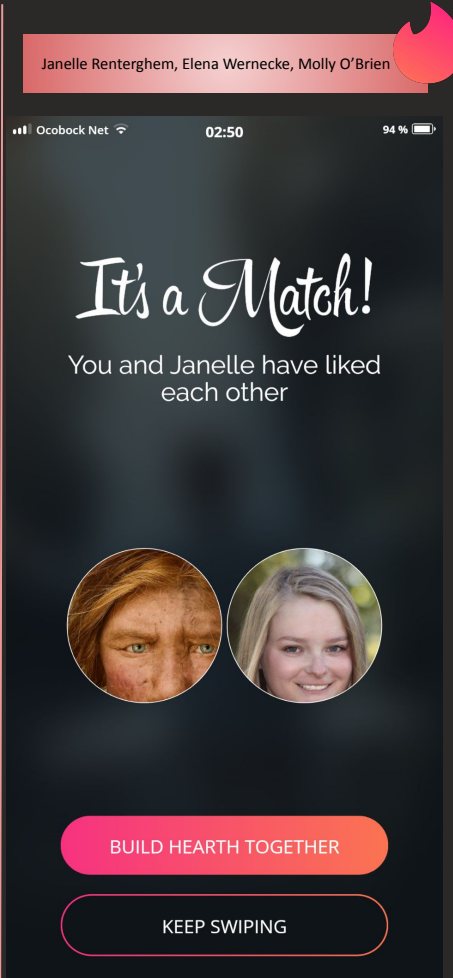 Janelle Renterghem, Elena Wernecke, Molly O’Brien
Ocobock Net 02:50 94 %
It's a Match!
You and Janelle have liked
each other
BUILD HEARTH TOGETHER
KEEP SWIPING